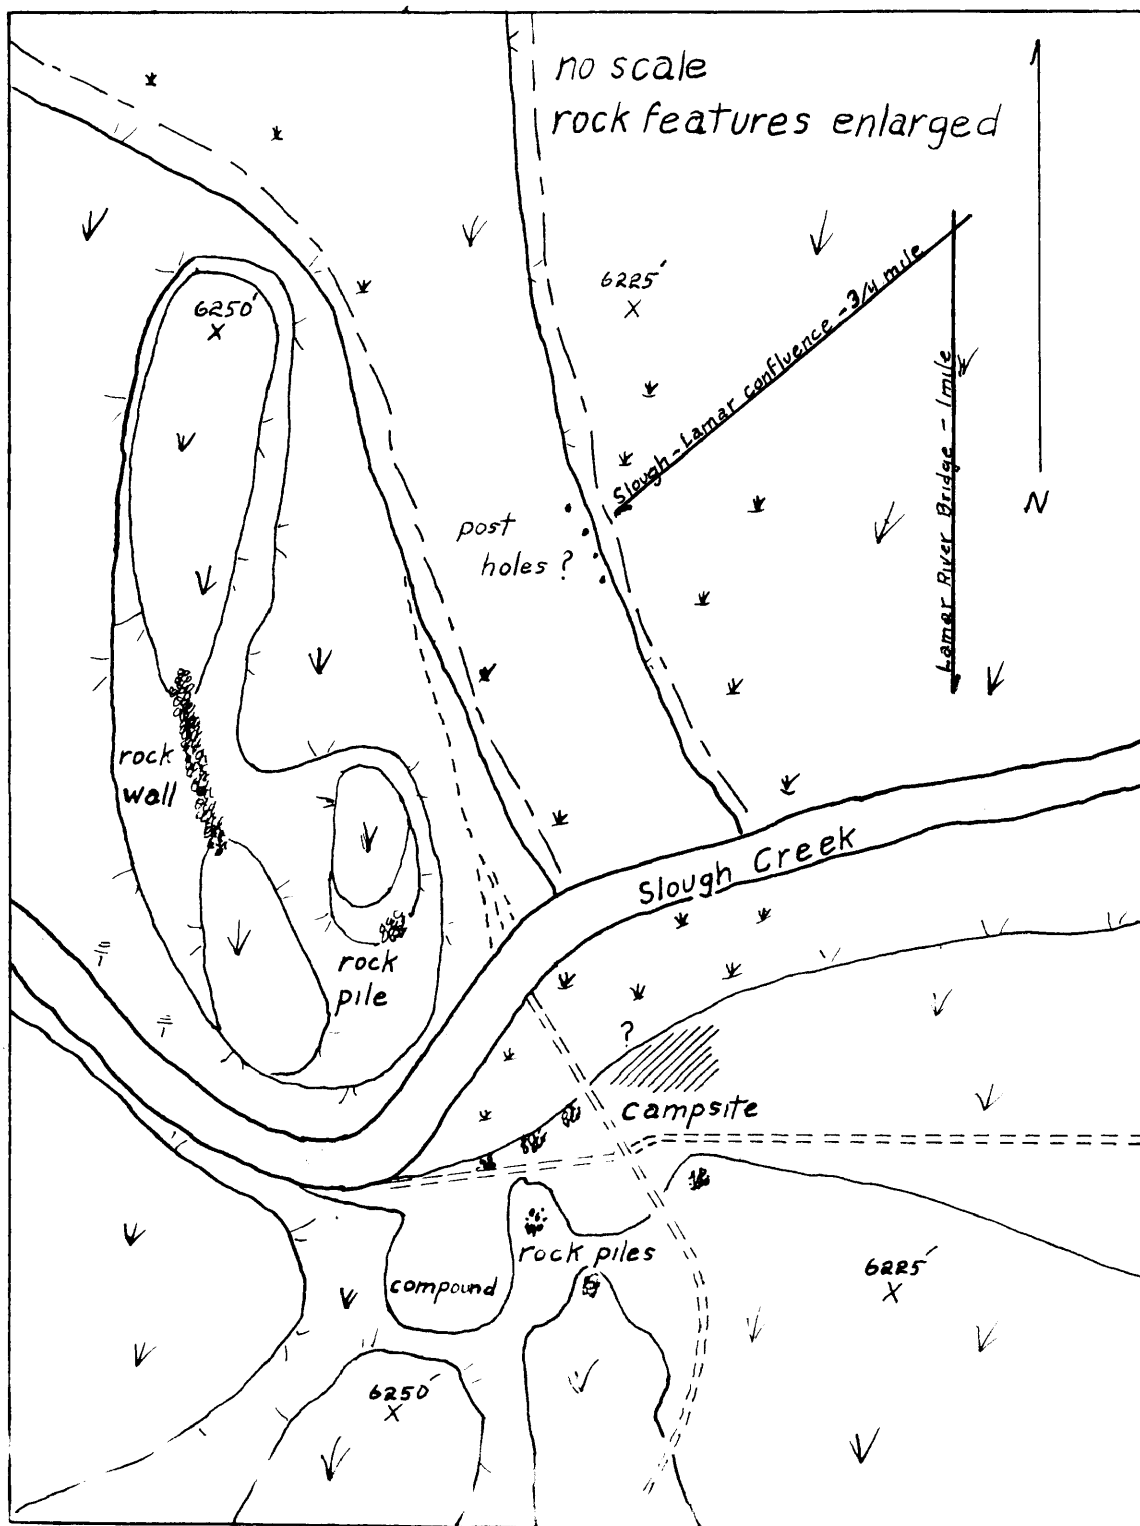 no scale
rock features enlarged
6225'
6250'
Slough-Lamar confluence - 3/4 mile
Lamar River Bridge - 1 mile
N
post
holes ?
rock
wall
Slough Creek
rock
pile
?
campsite
rock piles
compound
6225'
6250'